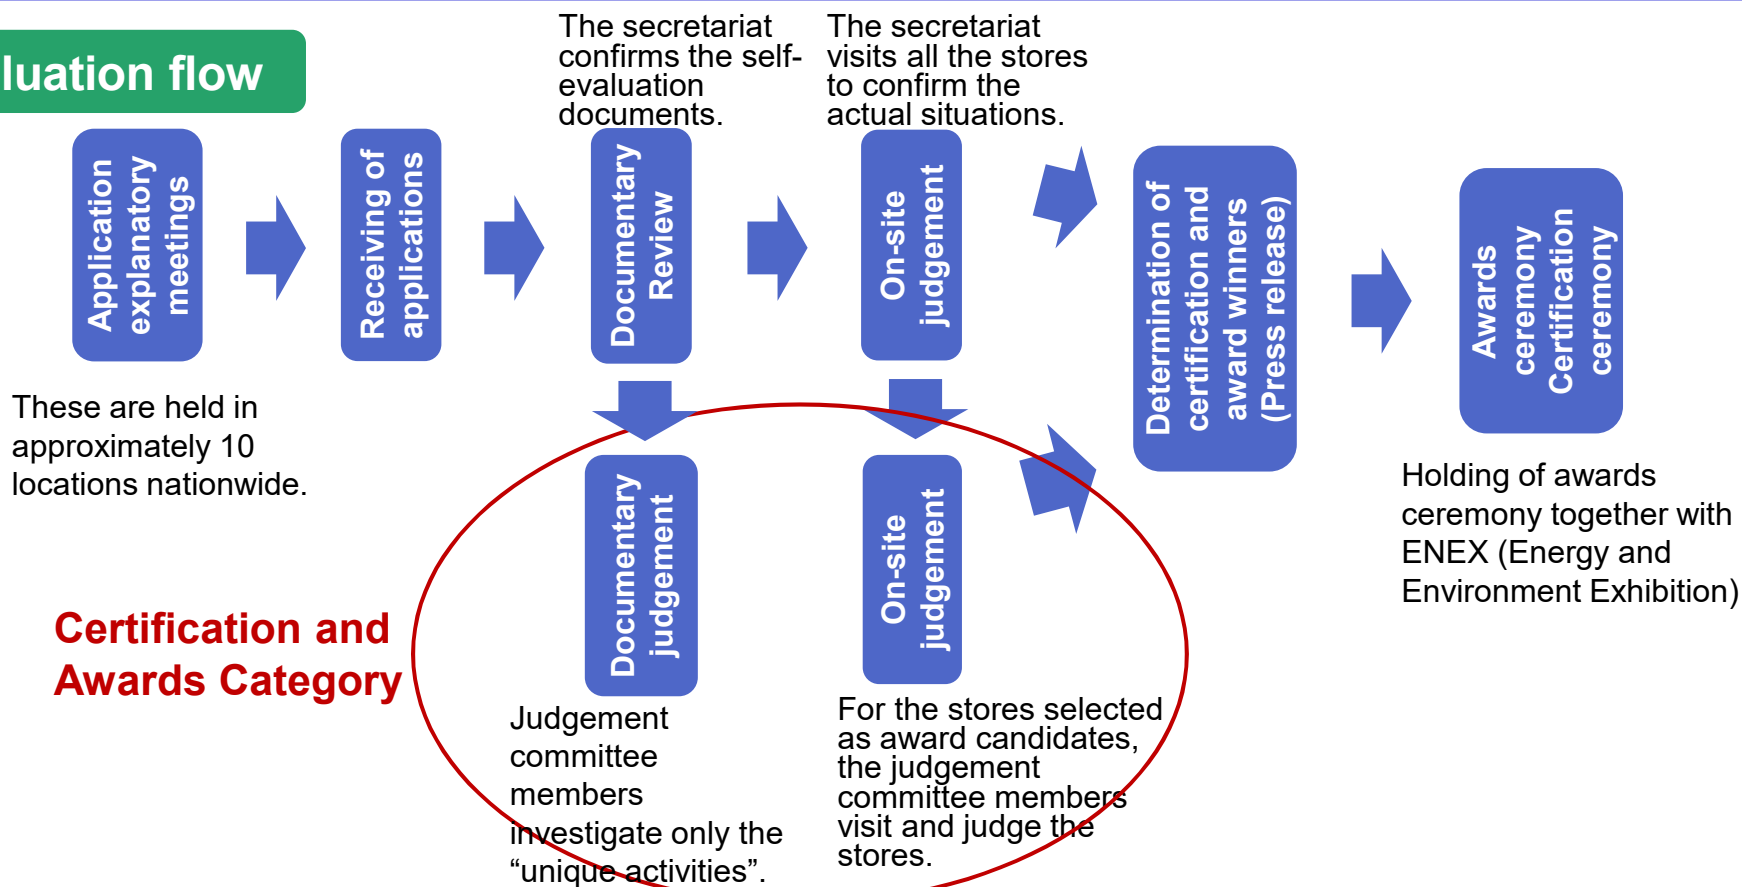 luation flow
The secretariat
confirms the self-
evaluation
documents.
The secretariat
visits all the stores
to confirm the
actual situations.
Application
explanatory
meetings
Receiving of
applications
Documentary
Review
On-site
judgement
Determination of
certification and
award winners
(Press release)
Awards
ceremony
Certification
ceremony
These are held in
approximately 10
locations nationwide.
Holding of awards
ceremony together with
ENEX (Energy and
Environment Exhibition)
Certification and
Awards Category
Documentary
judgement
On-site
judgement
Judgement
committee
members
investigate only the
“unique activities”.
For the stores selected
as award candidates,
the judgement
committee members
visit and judge the
stores.